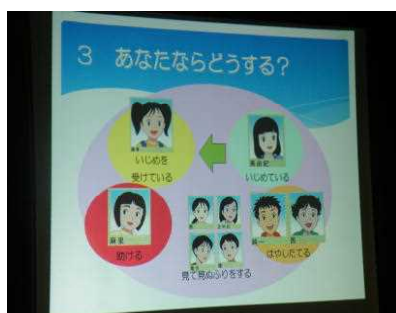 3 あなたならどうする?
いじめを
受けている
いじめている
麻里
助ける
見て見ぬふりをする
はやしたてる